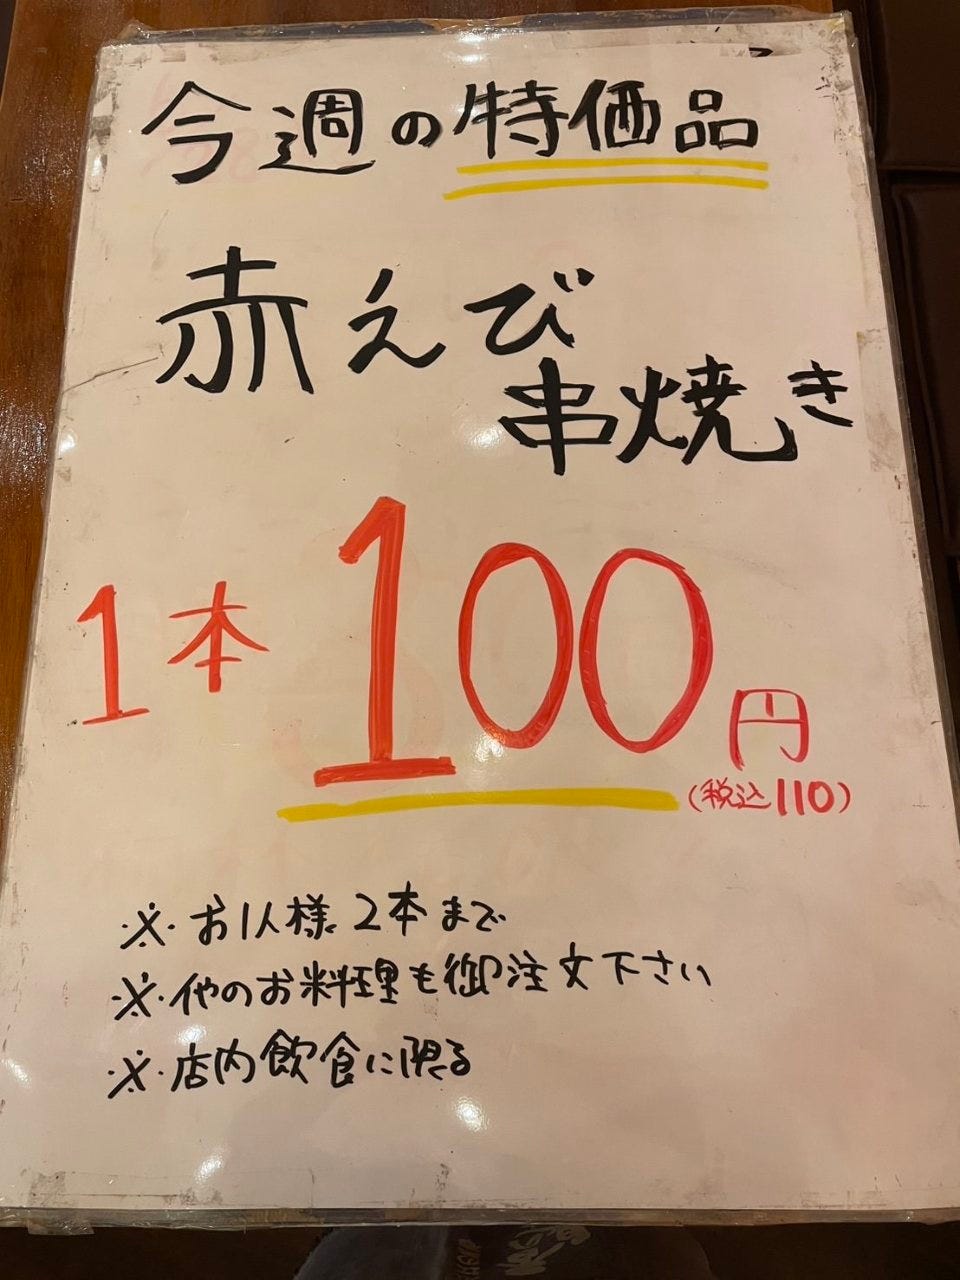 今週の特価品
赤えび
串焼き
1本 100円
(税込110)
※お1人様2本まで
※他のお料理も御注文下さい
※店内飲食に限る